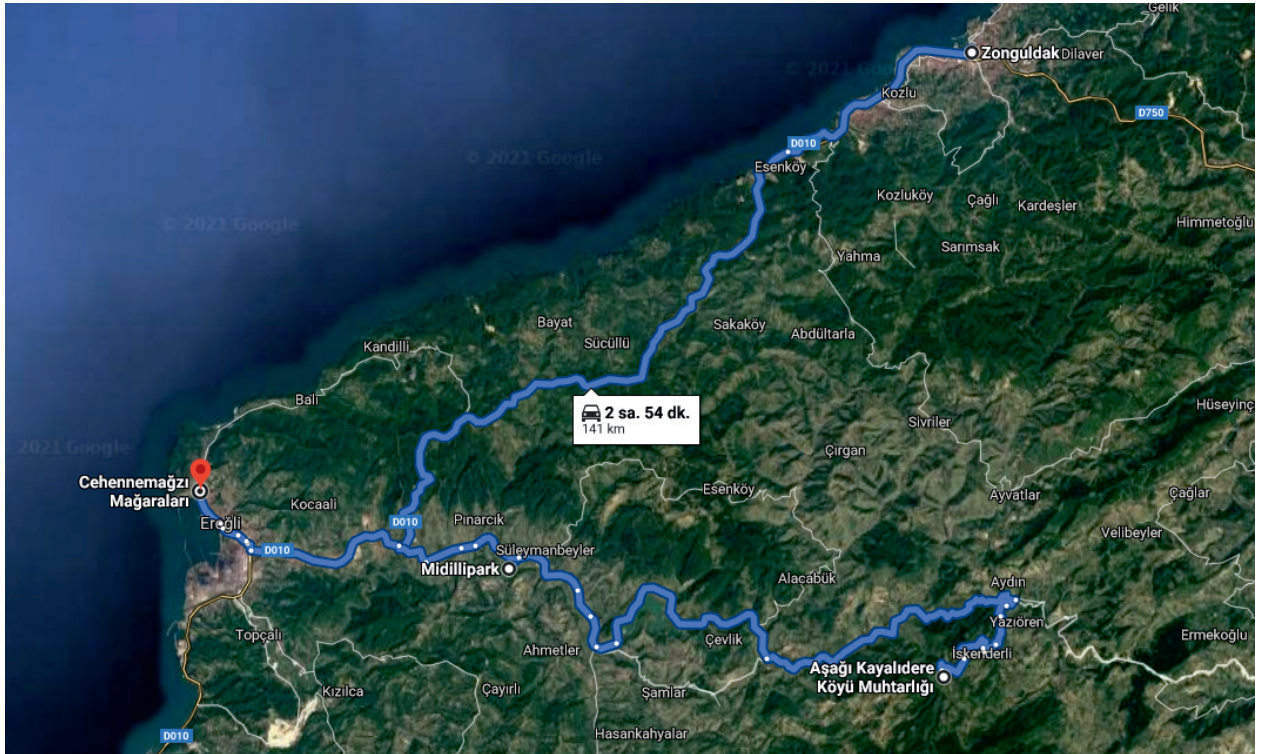 Gelik
Zonguldak
Dilaver
© 2021 Google
Kozlu
D750
D010
© 2021 Google
Esenköy
Kozluköy
Çağlı
Kardeşler
Himmetoğlu
© 2021 Google
Sarımsak
Yahma
Bayat
Sakaköy
Abdültarla
Sücüllü
Kandilli
Balı
2 sa. 54 dk.
141 km
Hüseyinç
Sivriler
© 2021 Google
Çırgan
Cehennemağzı
Mağaraları
Esenköy
Ayvatlar
Çağlar
Kocaali
Ereğli
D010
Pınarcık
Velibeyler
D010
Süleymanbeyler
Midillipark
Alacabük
Aydın
Yazıören
Topçalı
Çevlik
Ermekoğlu
Ahmetler
İskenderli
Aşağı Kayalıdere
Köyü Muhtarlığı
Kızılca
Çayırlı
Şamlar
D010
Hasankahyalar